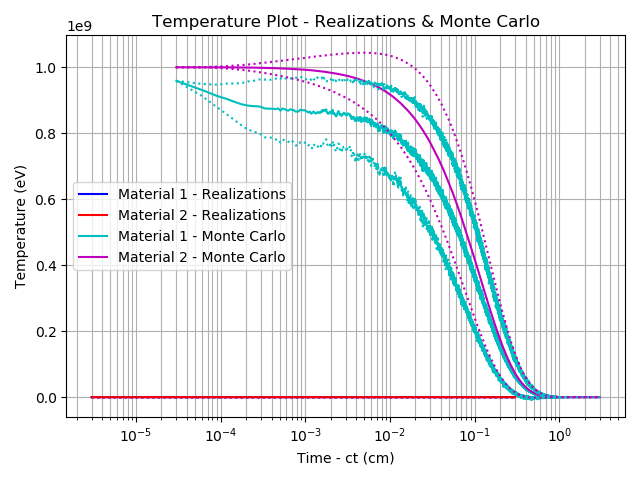 Temperature Plot - Realizations & Monte Carlo
1e9
1.0
0.8
0.6
0.4
0.2
0.0
Temperature (eV)
Material 1 - Realizations
Material 2 - Realizations
Material 1 - Monte Carlo
Material 2 - Monte Carlo
10⁻⁵ 10⁻⁴ 10⁻³ 10⁻² 10⁻¹ 10⁰
Time - ct (cm)